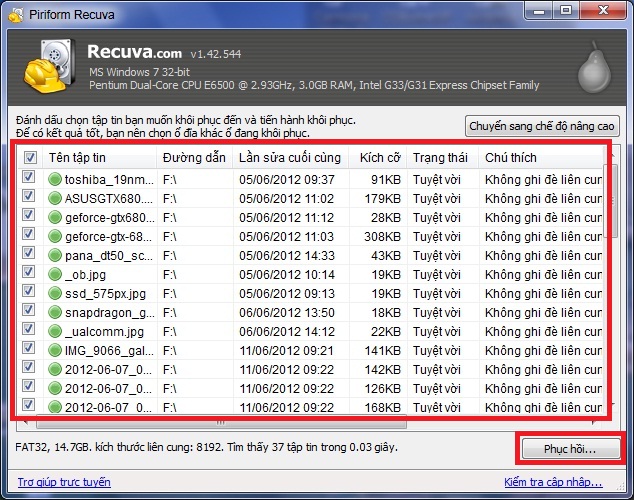 Piriform Recuva
Recuva.com v1.42.544
MS Windows 7 32-bit
Pentium Dual-Core CPU E6500 @ 2.93GHz, 3.0GB RAM, Intel G33/G31 Express Chipset Family
Đánh dấu chọn tập tin bạn muốn khôi phục đến và tiến hành khôi phục.
Để có kết quả tốt, bạn nên chọn ổ đĩa khác ổ đang khôi phục.
Chuyển sang chế độ nâng cao
Tên tập tin Đường dẫn Lần sửa cuối cùng Kích cỡ Trạng thái Chú thích
toshiba_19nm... F:\ 05/06/2012 09:37 91KB Tuyệt vời Không ghi đè liên cun
ASUSGTX680.... F:\ 05/06/2012 11:02 179KB Tuyệt vời Không ghi đè liên cun
geforce-gtx680... F:\ 05/06/2012 11:12 28KB Tuyệt vời Không ghi đè liên cun
geforce-gtx-68... F:\ 05/06/2012 11:03 308KB Tuyệt vời Không ghi đè liên cun
pana_dt50_sc... F:\ 05/06/2012 14:33 43KB Tuyệt vời Không ghi đè liên cun
_ob.jpg F:\ 05/06/2012 10:14 19KB Tuyệt vời Không ghi đè liên cun
ssd_575px.jpg F:\ 05/06/2012 09:13 19KB Tuyệt vời Không ghi đè liên cun
snapdragon_g... F:\ 06/06/2012 13:50 18KB Tuyệt vời Không ghi đè liên cun
_ualcomm.jpg F:\ 06/06/2012 14:12 22KB Tuyệt vời Không ghi đè liên cun
IMG_9066_gal... F:\ 11/06/2012 09:21 141KB Tuyệt vời Không ghi đè liên cun
2012-06-07_0... F:\ 11/06/2012 09:22 142KB Tuyệt vời Không ghi đè liên cun
2012-06-07_0... F:\ 11/06/2012 09:22 126KB Tuyệt vời Không ghi đè liên cun
2012-06-07_0... F:\ 11/06/2012 09:22 168KB Tuyệt vời Không ghi đè liên cun
FAT32, 14.7GB. kích thước liên cung: 8192. Tìm thấy 37 tập tin trong 0.03 giây.
Phục hồi...
Trợ giúp trực tuyến
Kiểm tra cập nhập...